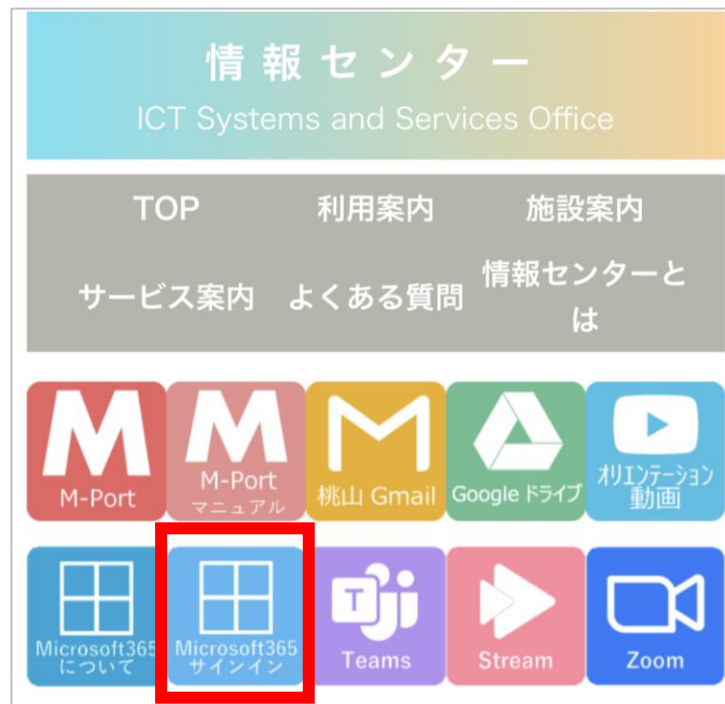 情報センター
ICT Systems and Services Office
TOP 利用案内 施設案内
サービス案内 よくある質問 情報センターと
は
M-Port
M-Port
マニュアル
桃山 Gmail
Google ドライブ
オリエンテーション
動画
Microsoft365
について
Microsoft365
サインイン
Teams
Stream
Zoom